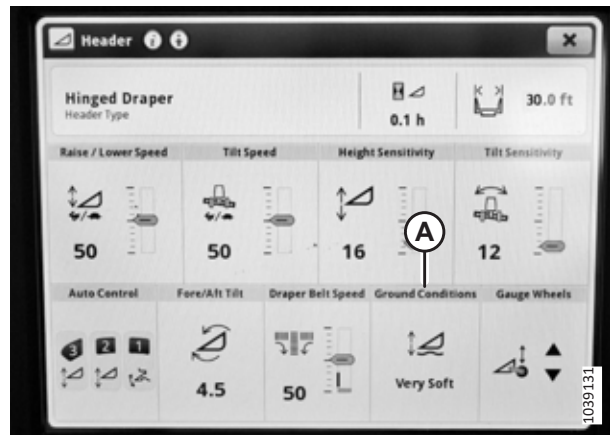 Header
Hinged Draper
Header Type
0.1 h
30.0 ft
Raise / Lower Speed
Tilt Speed
Height Sensitivity
Tilt Sensitivity
50
50
16
12
A
Auto Control
Fore/Aft Tilt
Draper Belt Speed
Ground Conditions
Gauge Wheels
3 2 1
4.5
50
Very Soft
1039131